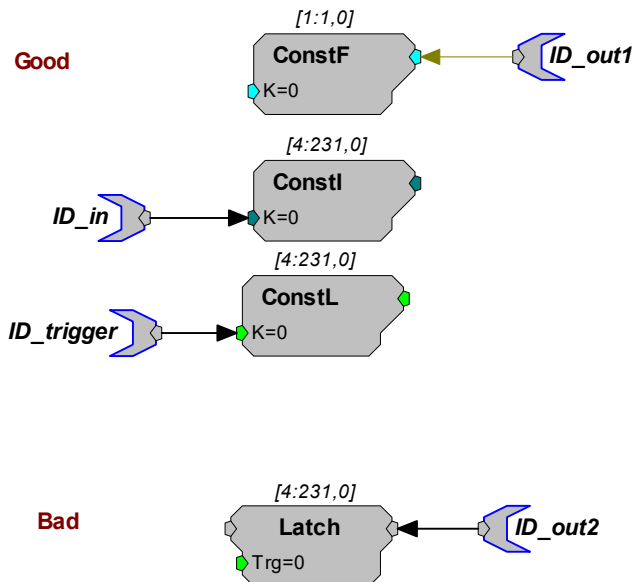 [1:1,0]
Good
ConstF
ID_out1
K=0
[4:231,0]
ConstI
ID_in
K=0
[4:231,0]
ConstL
ID_trigger
K=0
[4:231,0]
Bad
Latch
ID_out2
Trg=0